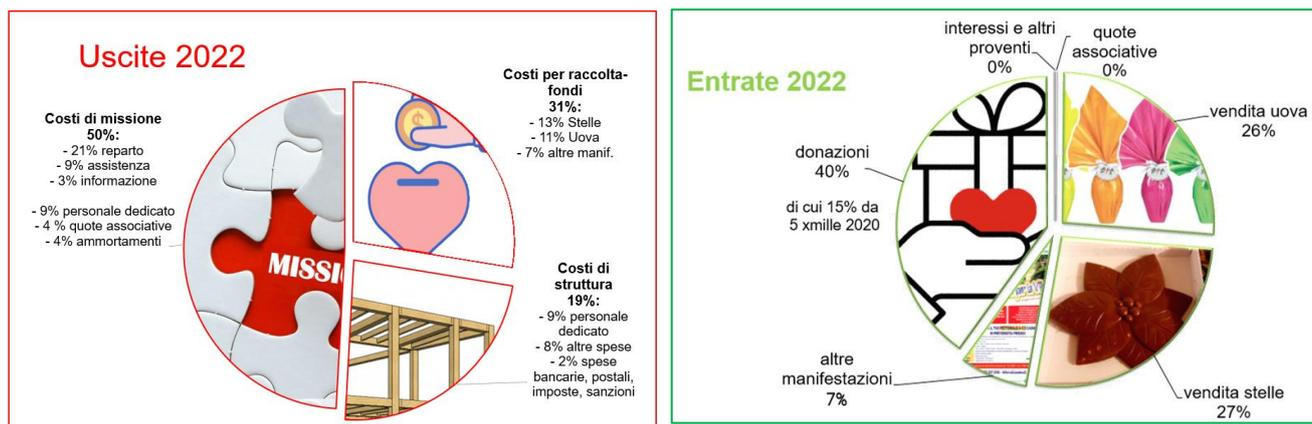 Uscite 2022
Costi di missione
50%:
- 21% reparto
- 9% assistenza
- 3% informazione
- 9% personale dedicato
- 4 % quote associative
- 4% ammortamenti
Costi per raccolta-
fondi
31%:
- 13% Stelle
- 11% Uova
- 7% altre manif.
Costi di
struttura
19%:
- 9% personale
dedicato
- 8% altre spese
- 2% spese
bancarie, postali,
imposte, sanzioni
Entrate 2022
interessi e altri
proventi
0%
quote
associative
0%
vendita uova
26%
donazioni
40%
di cui 15% da
5 xmille 2020
altre
manifestazioni
7%
vendita stelle
27%